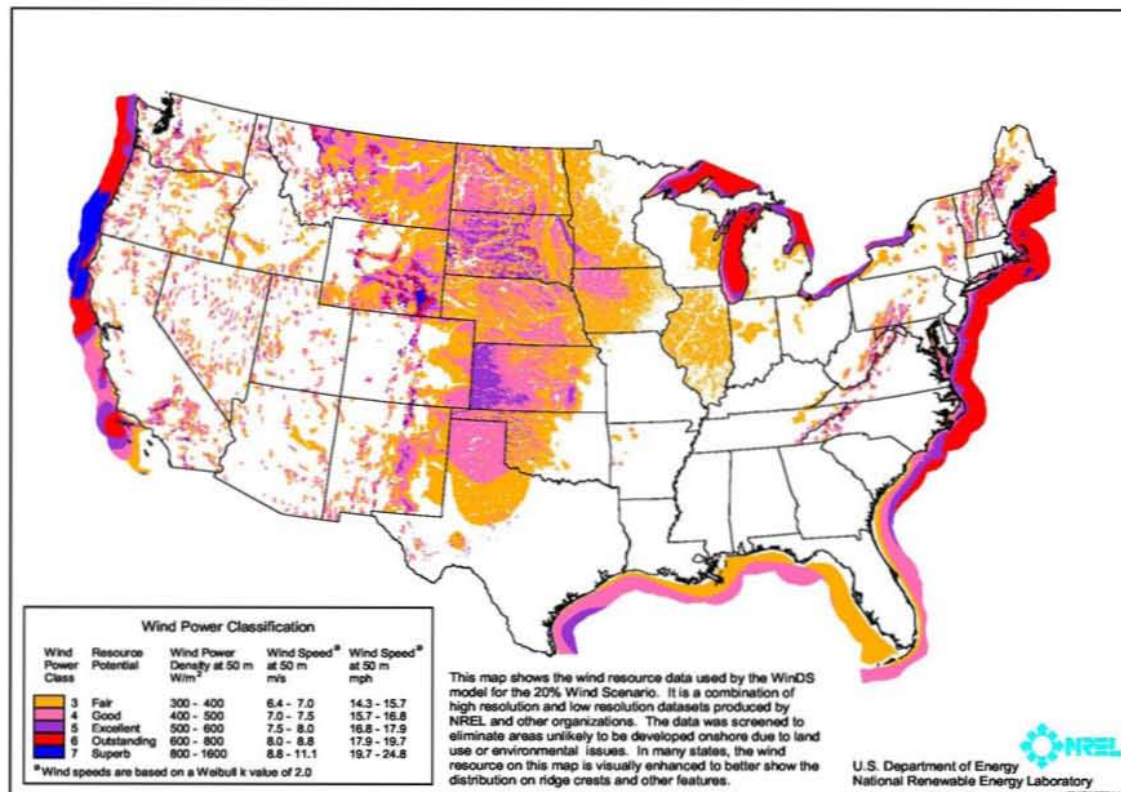 Wind Power Classification
Wind Power Class Resource Potential Wind Power Density at 50 m W/m² Wind Speedª at 50 m m/s Wind Speedª at 50 m mph
3 Fair 300 - 400 6.4 - 7.0 14.3 - 15.7
4 Good 400 - 500 7.0 - 7.5 15.7 - 16.8
5 Excellent 500 - 600 7.5 - 8.0 16.8 - 17.9
6 Outstanding 600 - 800 8.0 - 8.8 17.9 - 19.7
7 Superb 800 - 1600 8.8 - 11.1 19.7 - 24.8
ªWind speeds are based on a Weibull k value of 2.0
This map shows the wind resource data used by the WinDS
model for the 20% Wind Scenario. It is a combination of
high resolution and low resolution datasets produced by
NREL and other organizations. The data was screened to
eliminate areas unlikely to be developed onshore due to land
use or environmental issues. In many states, the wind
resource on this map is visually enhanced to better show the
distribution on ridge crests and other features.
NREL
U.S. Department of Energy
National Renewable Energy Laboratory